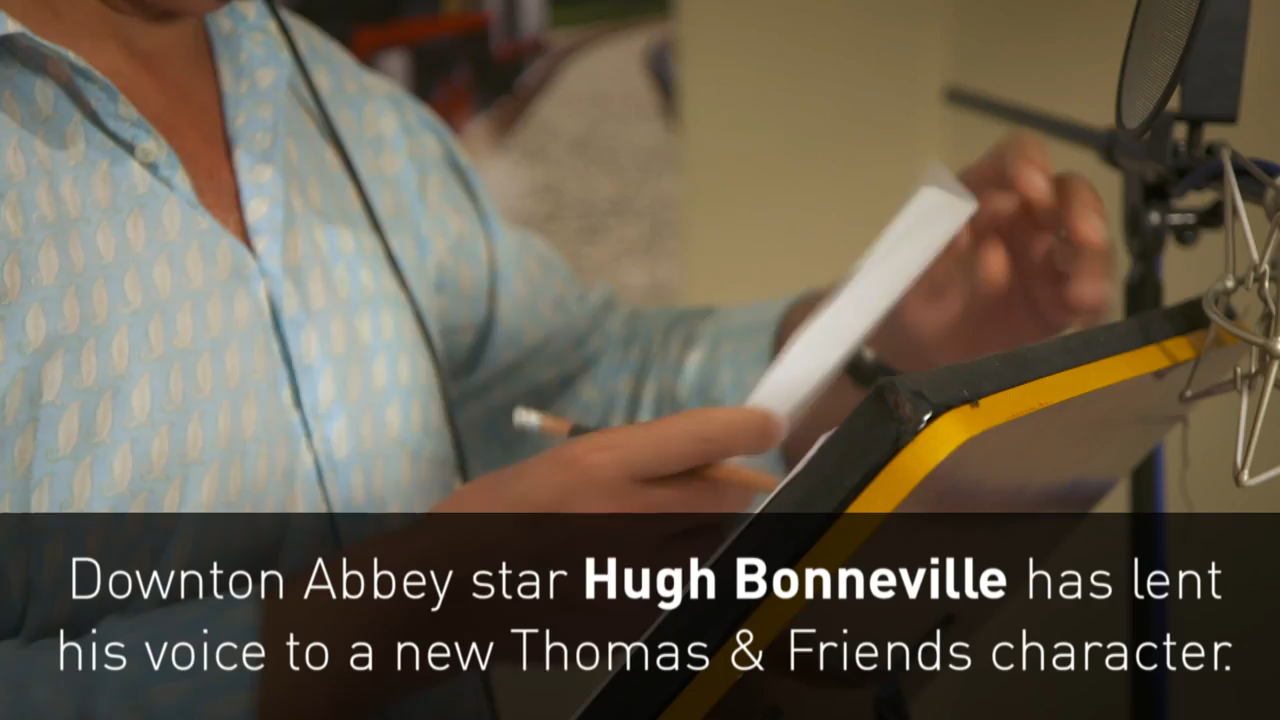 Downton Abbey star Hugh Bonneville has lent
his voice to a new Thomas & Friends character.